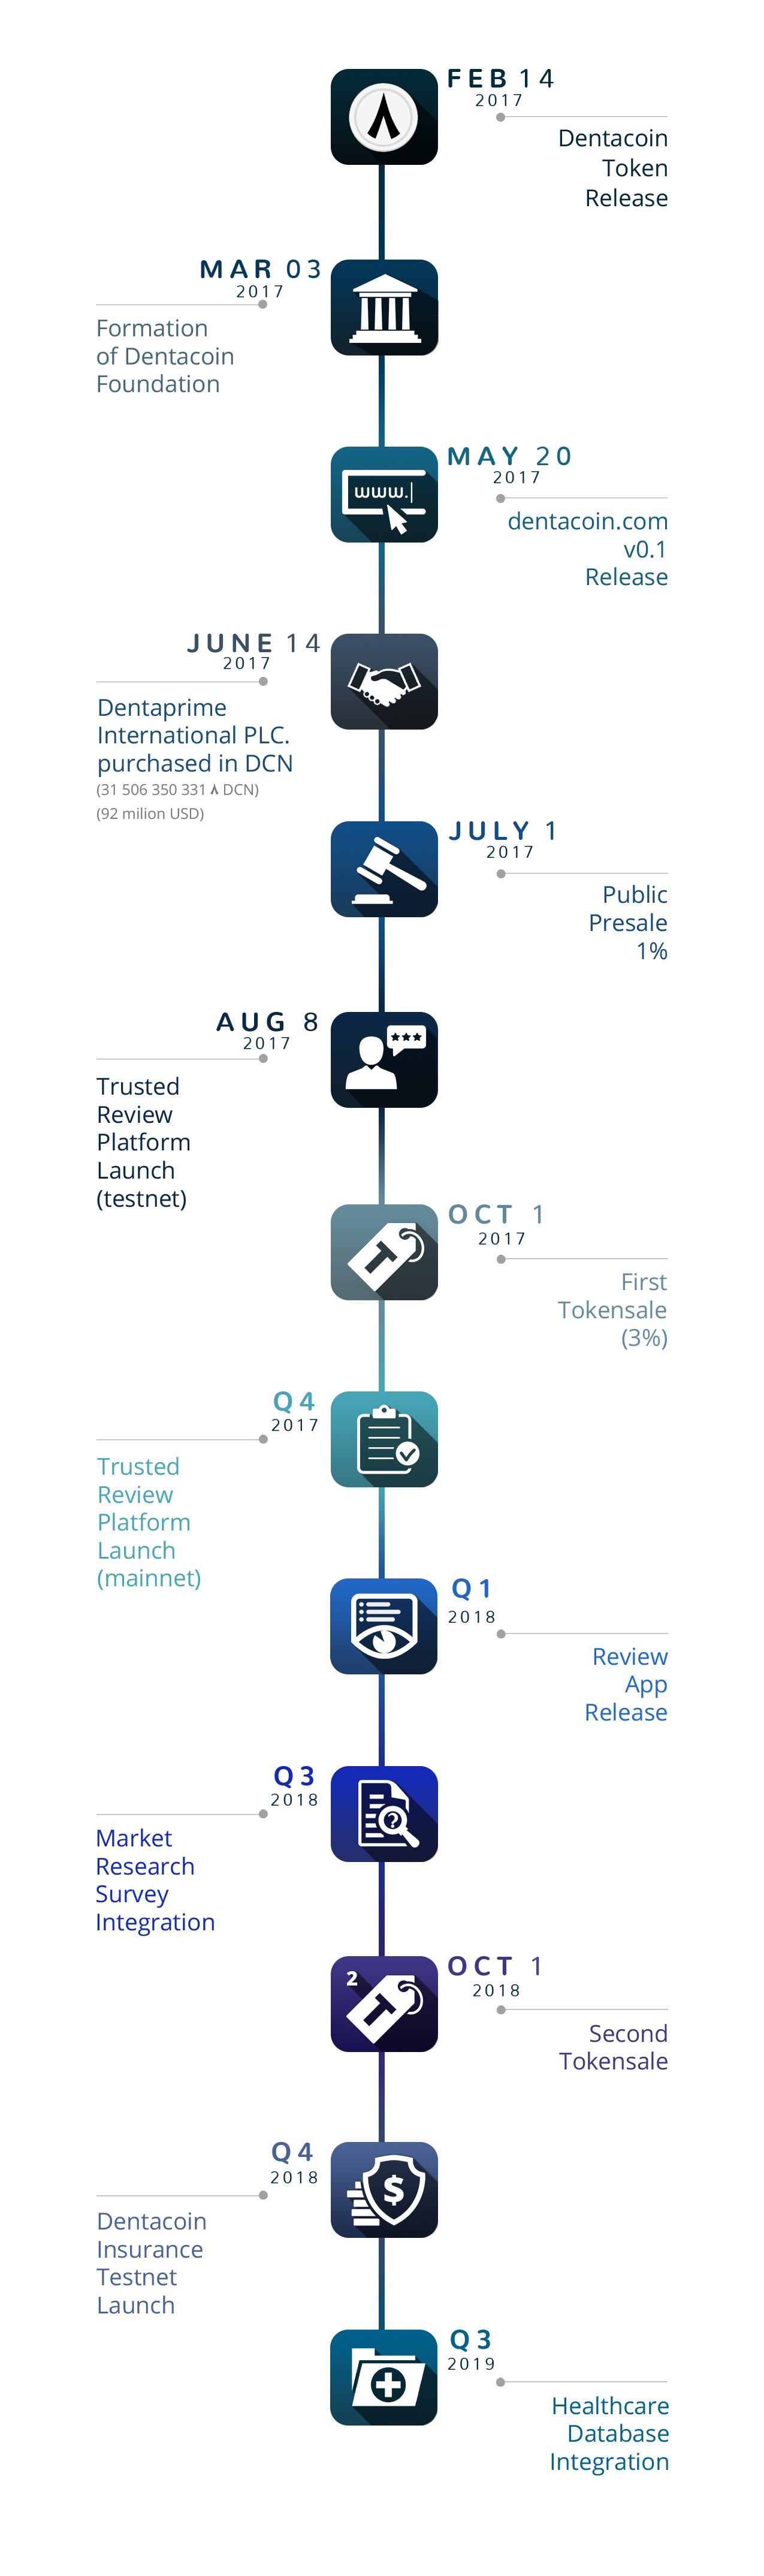 FEB 14
2017
Dentacoin
Token
Release
MAR 03
2017
Formation
of Dentacoin
Foundation
www.
MAY 20
2017
dentacoin.com
v0.1
Release
JUNE 14
2017
Dentaprime
International PLC.
purchased in DCN
(31 506 350 331 ٨ DCN)
(92 milion USD)
JULY 1
2017
Public
Presale
1%
AUG 8
2017
Trusted
Review
Platform
Launch
(testnet)
T
OCT 1
2017
First
Tokensale
(3%)
Q4
2017
Trusted
Review
Platform
Launch
(mainnet)
Q1
2018
Review
App
Release
Q3
2018
?
Market
Research
Survey
Integration
2
T
OCT 1
2018
Second
Tokensale
Q4
2018
$
Dentacoin
Insurance
Testnet
Launch
Q3
2019
Healthcare
Database
Integration